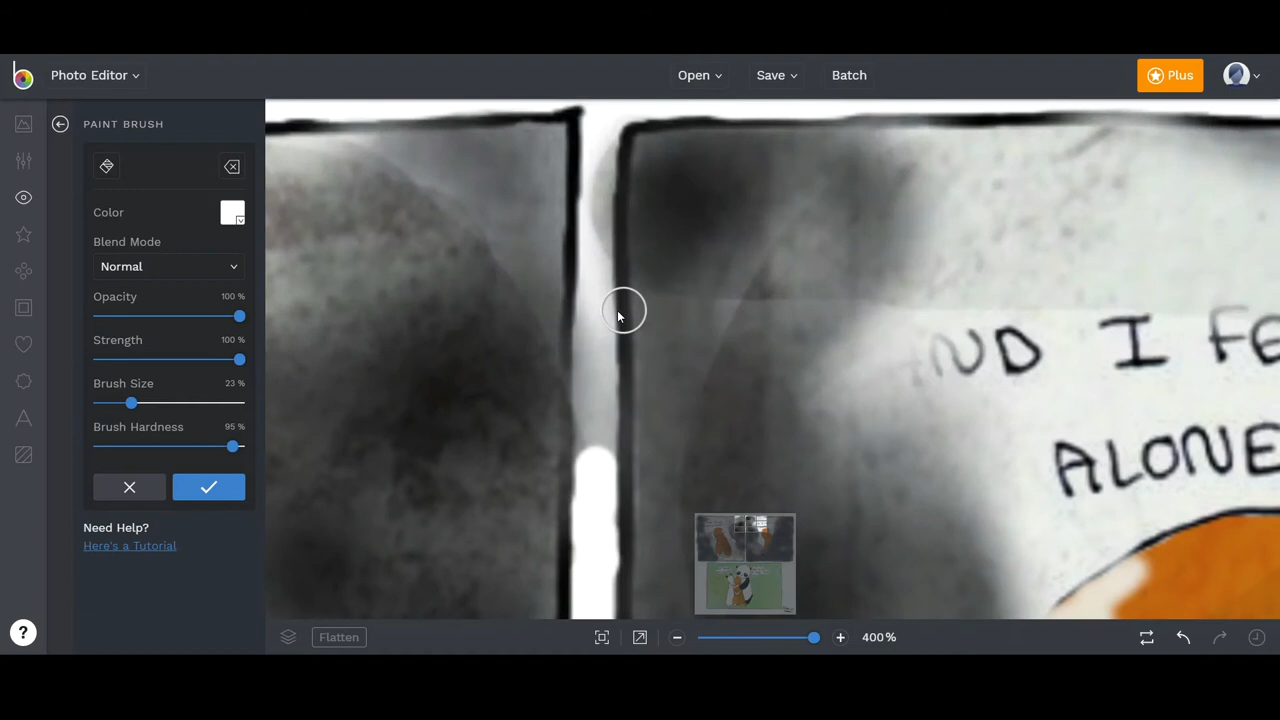 b Photo Editor Open Save Batch Plus
PAINT BRUSH
Color
Blend Mode
Normal
Opacity 100 %
Strength 100 %
Brush Size 23 %
Brush Hardness 95 %
Need Help?
Here's a Tutorial
ND I FE
ALONE
? Flatten 400 %